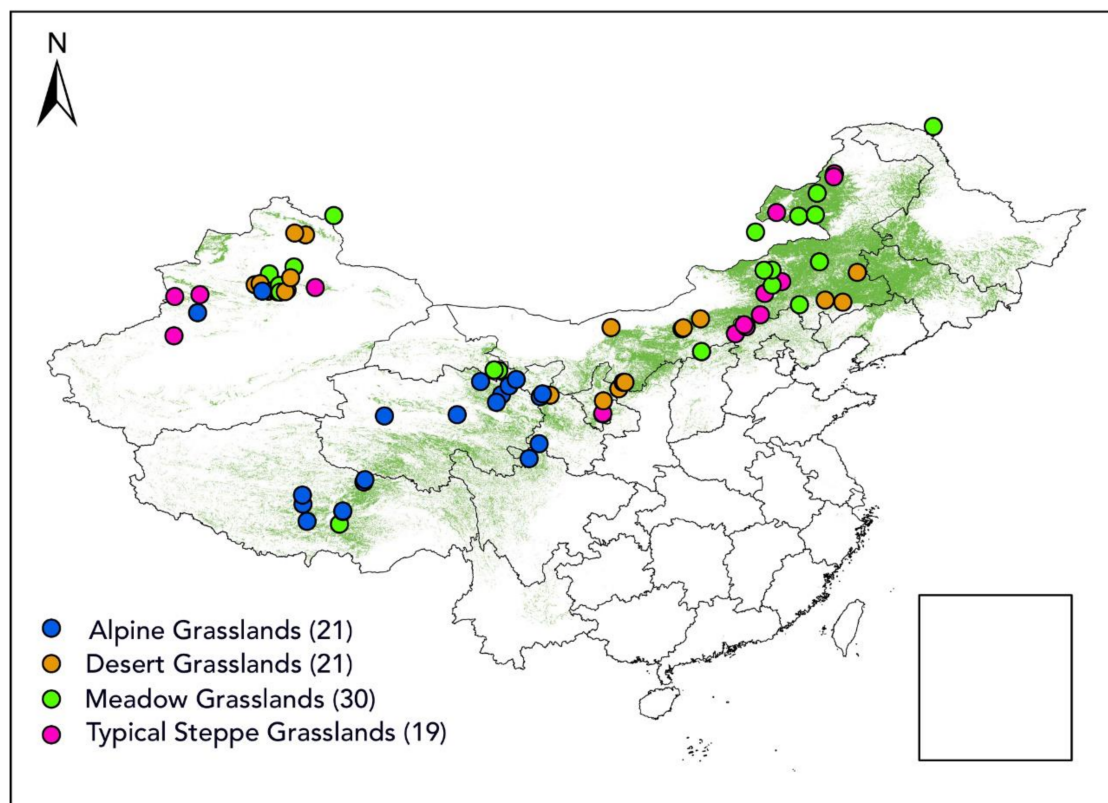 N
Alpine Grasslands (21)
Desert Grasslands (21)
Meadow Grasslands (30)
Typical Steppe Grasslands (19)